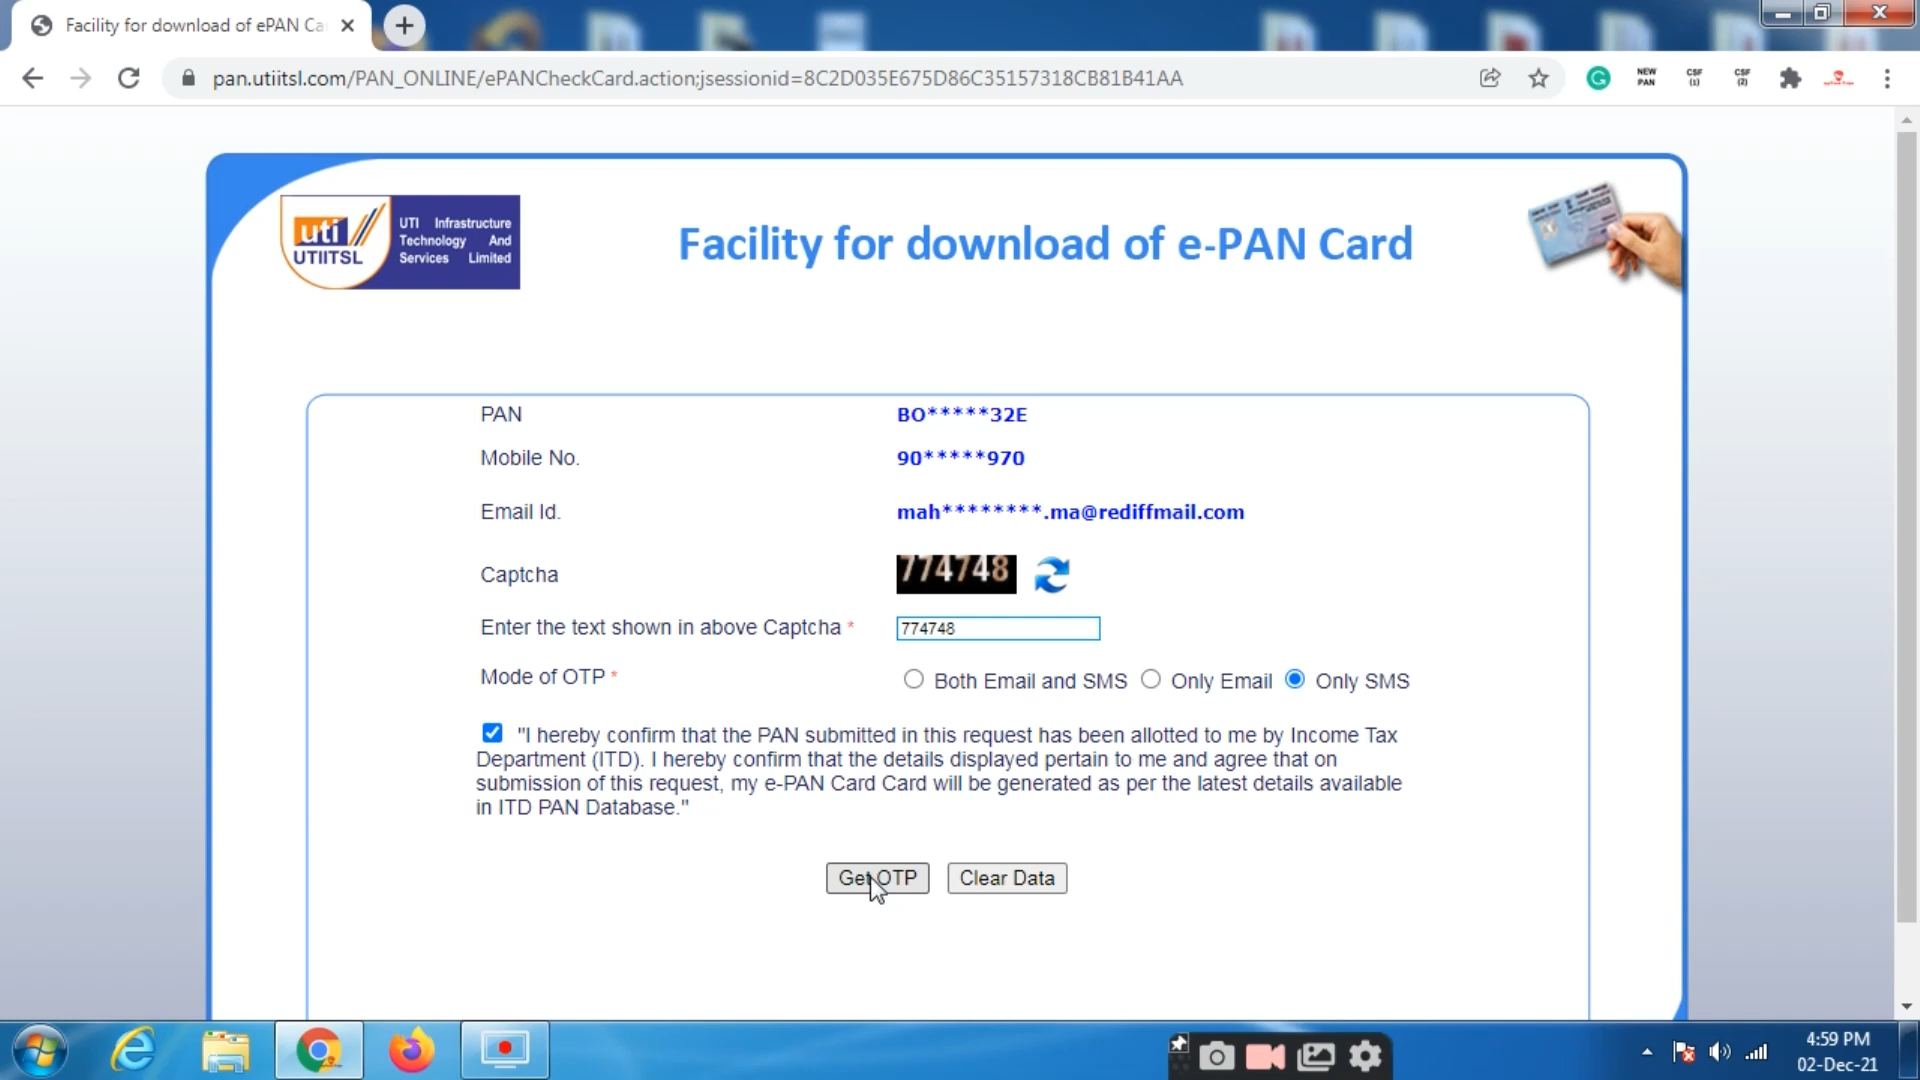 Facility for download of ePAN Ca
pan.utiitsl.com/PAN_ONLINE/ePANCheckCard.action;jsessionid=8C2D035E675D86C35157318CB81B41AA
NEW PAN
CSF (1)
CSF (2)
uti
UTIITSL
UTI Infrastructure
Technology And
Services Limited
Facility for download of e-PAN Card
PAN BO*****32E
Mobile No. 90*****970
Email Id. mah********.ma@rediffmail.com
Captcha 774748
Enter the text shown in above Captcha * 774748
Mode of OTP * Both Email and SMS Only Email Only SMS
"I hereby confirm that the PAN submitted in this request has been allotted to me by Income Tax
Department (ITD). I hereby confirm that the details displayed pertain to me and agree that on
submission of this request, my e-PAN Card Card will be generated as per the latest details available
in ITD PAN Database."
Get OTP Clear Data
4:59 PM
02-Dec-21